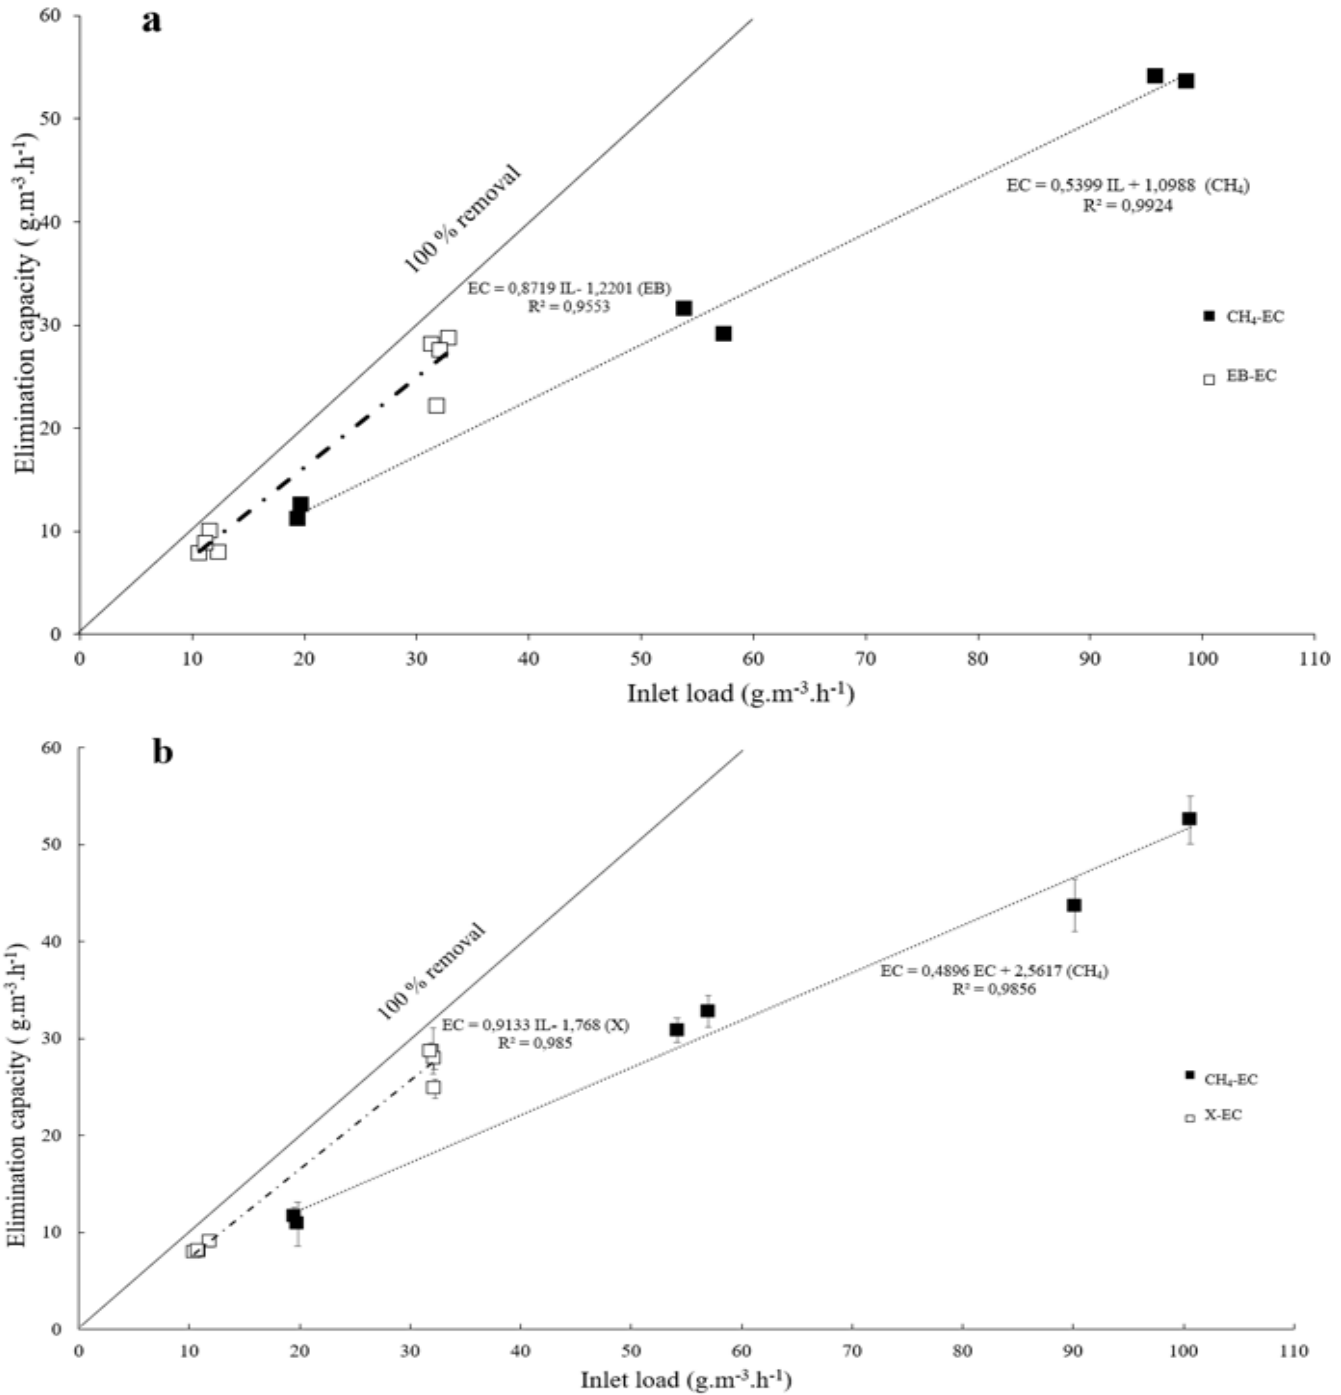 a
60
50
40
30
20
10
0
Elimination capacity ( g.m⁻³.h⁻¹)
100 % removal
EC = 0,5399 IL + 1,0988 (CH₄)
R² = 0,9924
EC = 0,8719 IL- 1,2201 (EB)
R² = 0,9553
CH₄-EC
EB-EC
0 10 20 30 40 50 60 70 80 90 100 110
Inlet load (g.m⁻³.h⁻¹)
b
60
50
40
30
20
10
0
Elimination capacity ( g.m⁻³.h⁻¹)
100 % removal
EC = 0,4896 EC + 2,5617 (CH₄)
R² = 0,9856
EC = 0,9133 IL- 1,768 (X)
R² = 0,985
CH₄-EC
X-EC
0 10 20 30 40 50 60 70 80 90 100 110
Inlet load (g.m⁻³.h⁻¹)